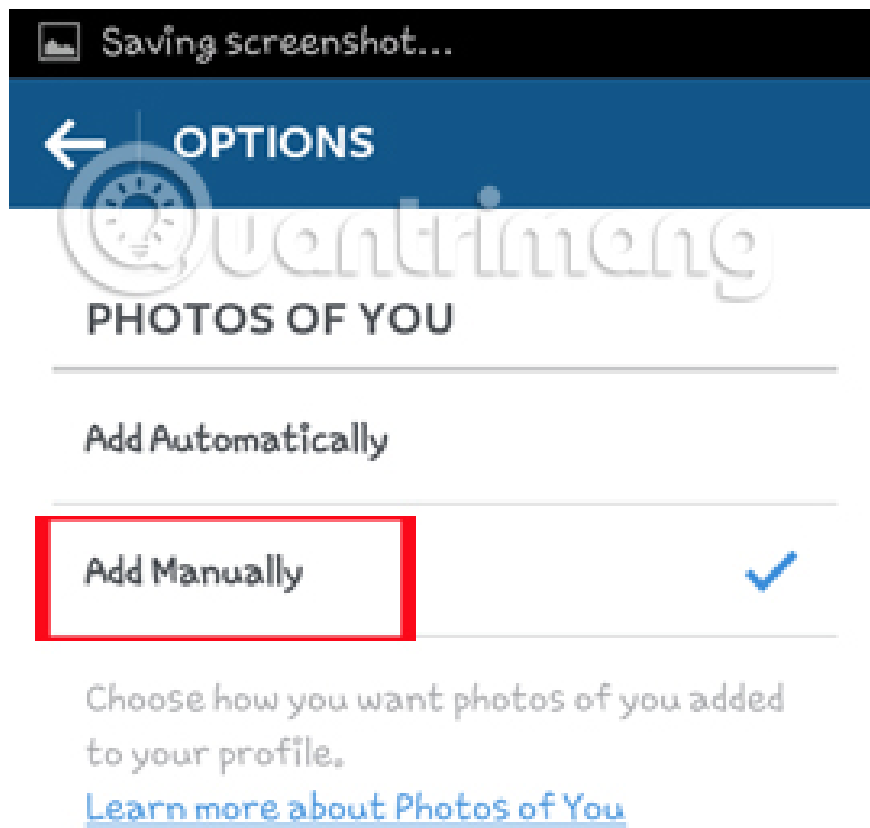 Saving screenshot...
OPTIONS
Quantrimang
PHOTOS OF YOU
Add Automatically
Add Manually
Choose how you want photos of you added
to your profile.
Learn more about Photos of You